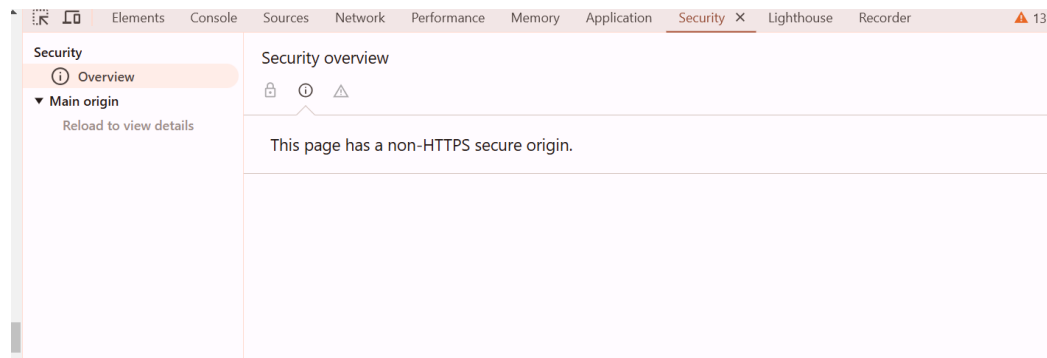 Elements Console Sources Network Performance Memory Application Security Lighthouse Recorder 13
Security
Overview
Main origin
Reload to view details
Security overview
This page has a non-HTTPS secure origin.